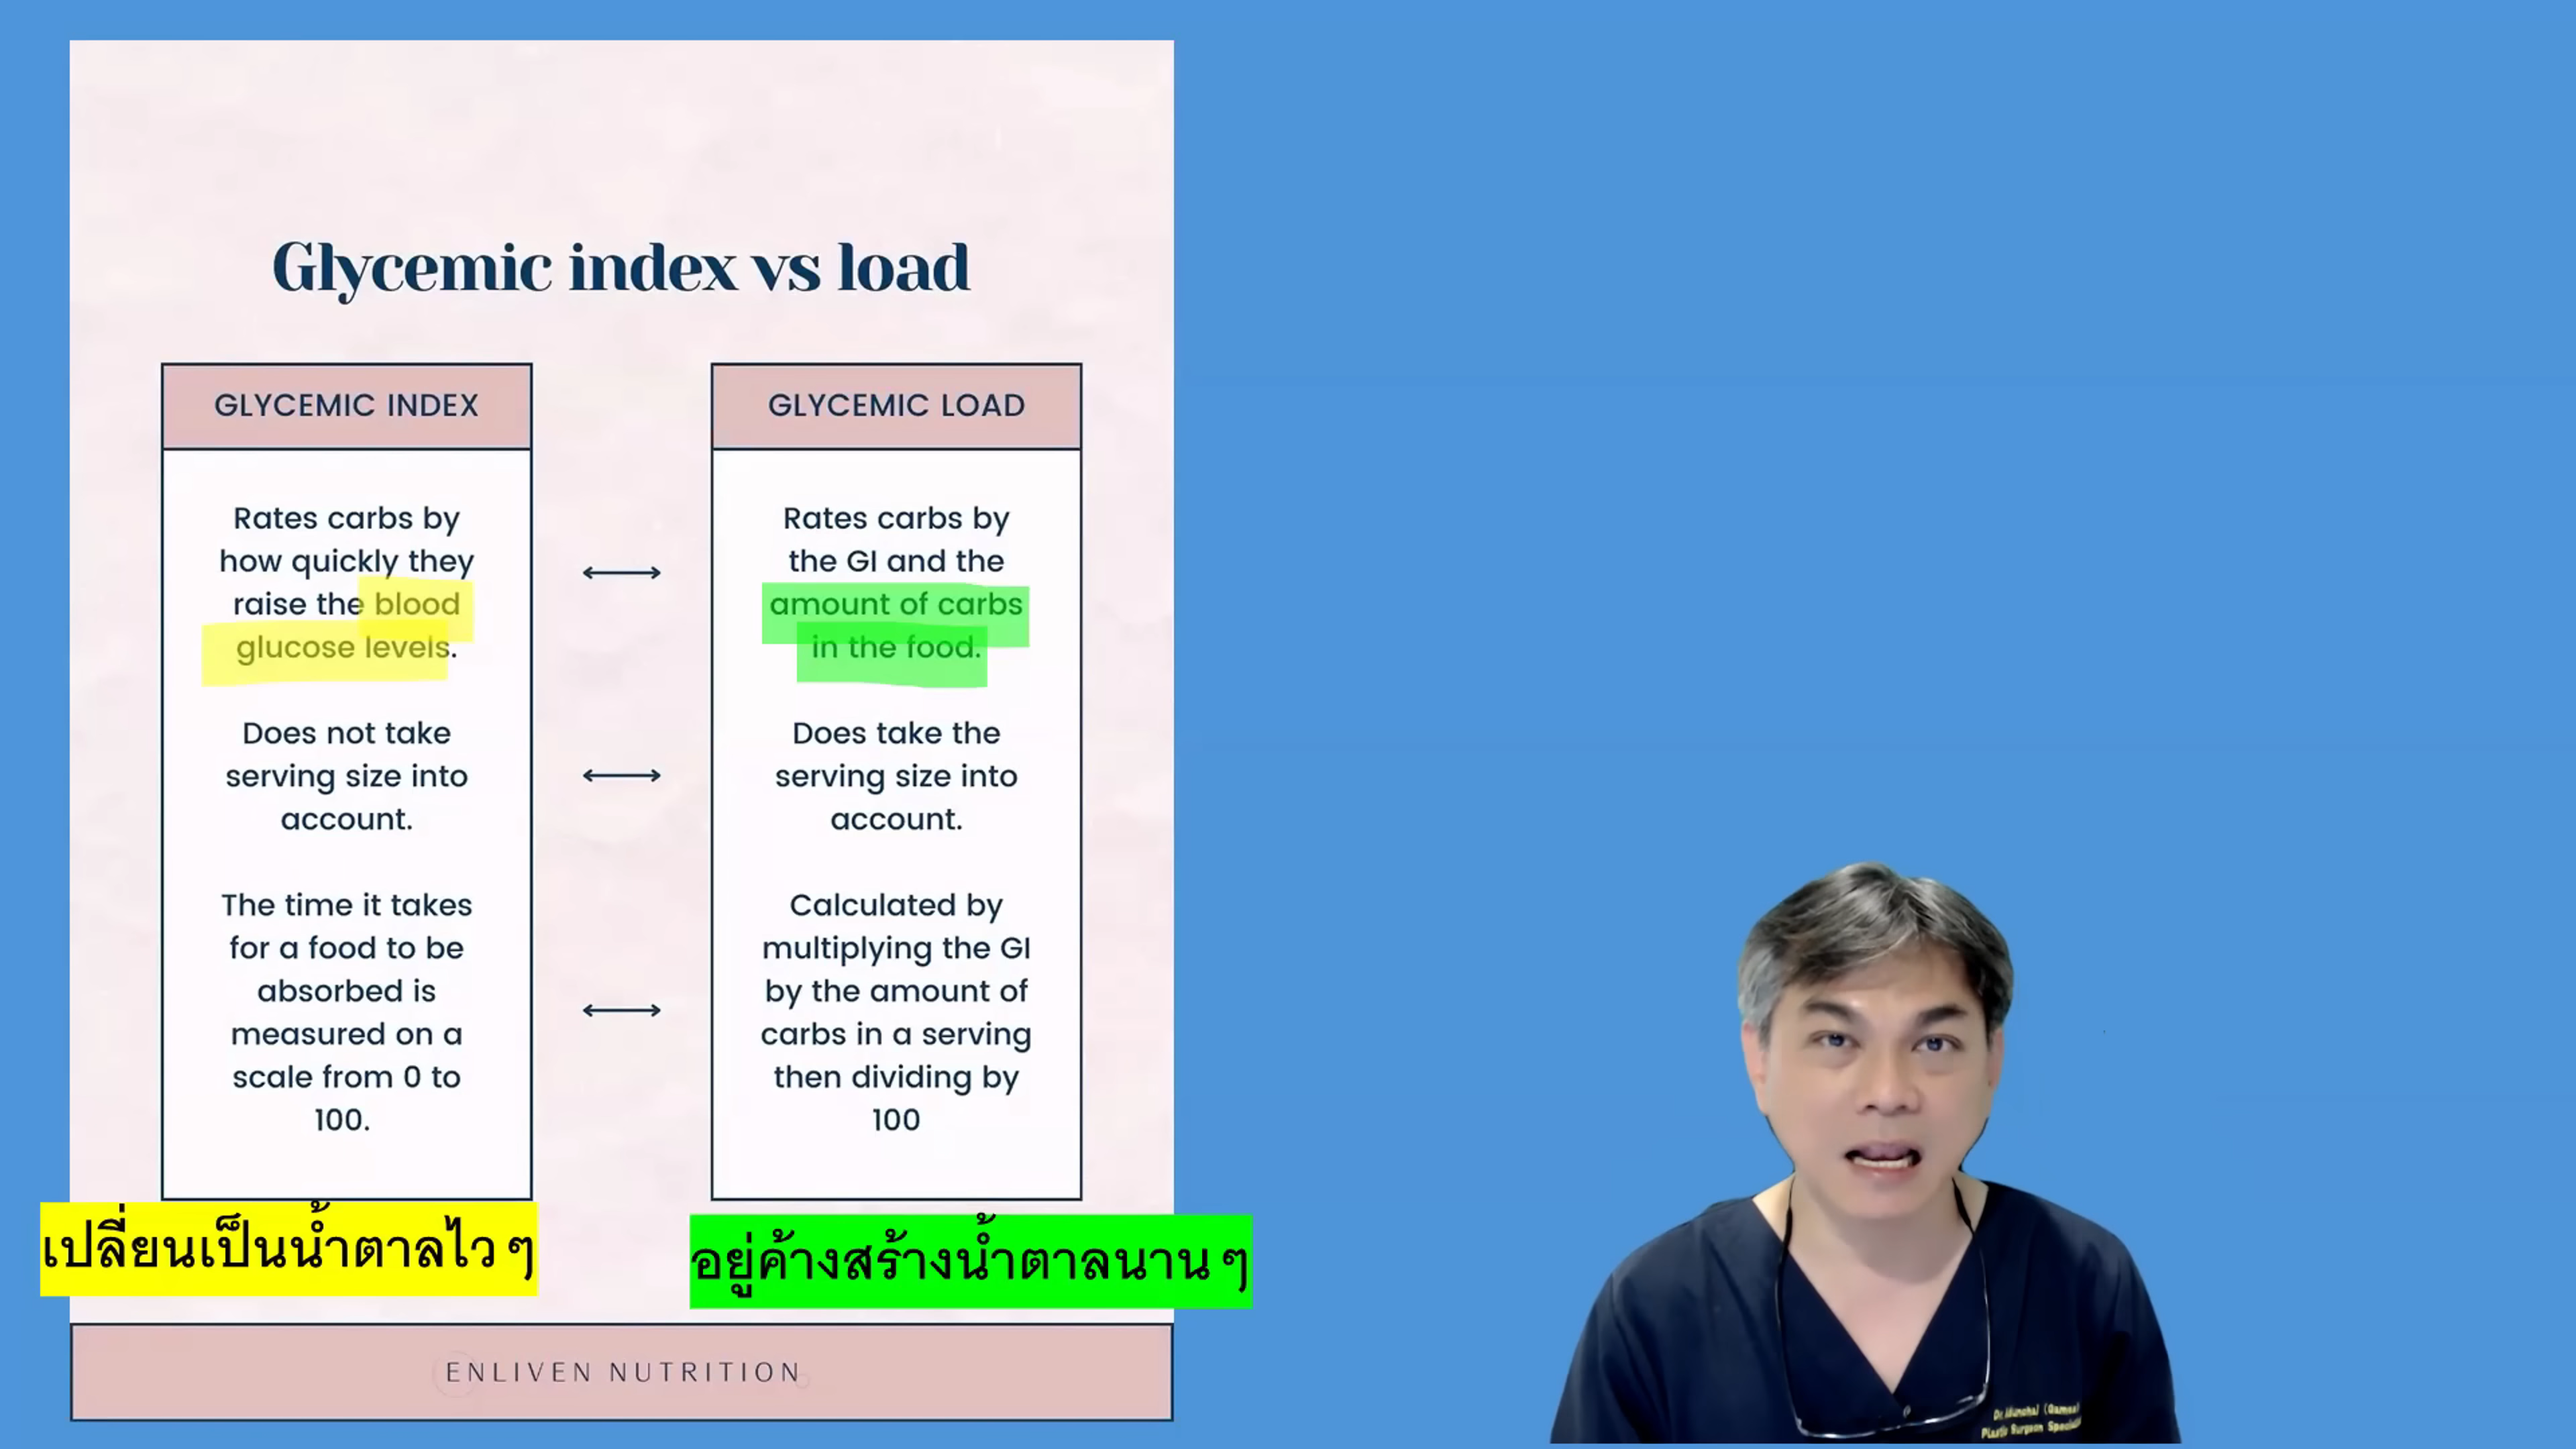 Glycemic index vs load
GLYCEMIC INDEX
Rates carbs by
how quickly they
raise the blood
glucose levels.
Does not take
serving size into
account.
The time it takes
for a food to be
absorbed is
measured on a
scale from 0 to
100.
GLYCEMIC LOAD
Rates carbs by
the GI and the
amount of carbs
in the food.
Does take the
serving size into
account.
Calculated by
multiplying the GI
by the amount of
carbs in a serving
then dividing by
100
เปลี่ยนเป็นน้ำตาลไวๆ
อยู่ค้างสร้างน้ำตาลนานๆ
ENLIVEN NUTRITION
Plastic Surgeon